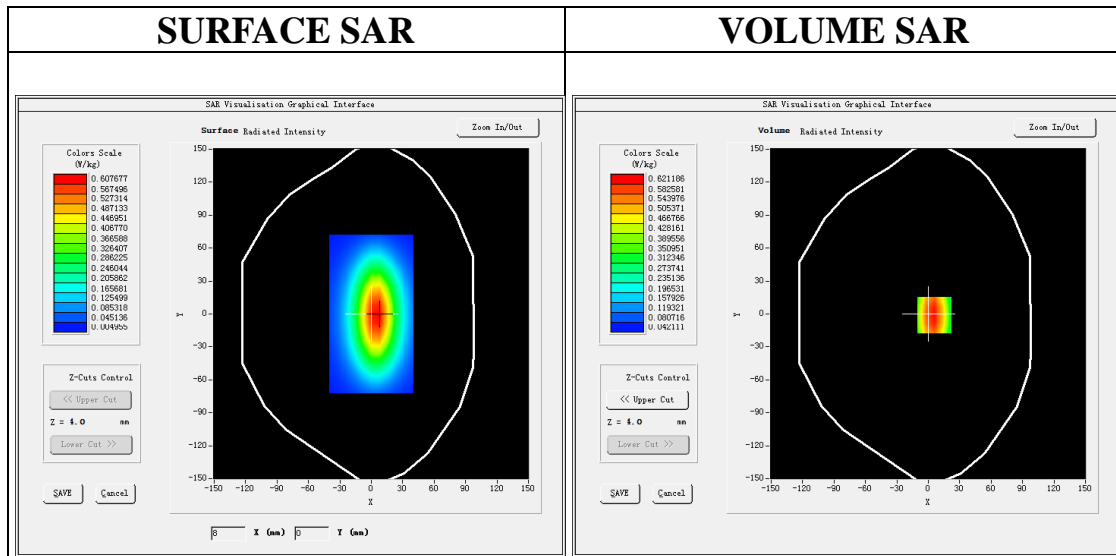 SURFACE SAR
VOLUME SAR
SAR Visualisation Graphical Interface
Surface Radiated Intensity
Zoom In/Out
Colors Scale
(W/kg)
0.607677
0.567496
0.527314
0.487133
0.446951
0.406770
0.366588
0.326407
0.286225
0.246044
0.205862
0.165681
0.125499
0.085318
0.045136
0.004955
150
120
90
60
30
0
-30
-60
-90
-120
-150
Y
-150 -120 -90 -60 -30 0 30 60 90 120 150
X
Z-Cuts Control
<< Upper Cut
Z = 4.0 mm
Lower Cut >>
SAVE Cancel
8 X (mm) 0 Y (mm)
SAR Visualisation Graphical Interface
Volume Radiated Intensity
Zoom In/Out
Colors Scale
(W/kg)
0.621186
0.582581
0.543976
0.505371
0.466766
0.428161
0.389556
0.350951
0.312346
0.273741
0.235136
0.196531
0.157926
0.119321
0.080716
0.042111
150
120
90
60
30
0
-30
-60
-90
-120
-150
Y
-150 -120 -90 -60 -30 0 30 60 90 120 150
X
Z-Cuts Control
<< Upper Cut
Z = 4.0 mm
Lower Cut >>
SAVE Cancel